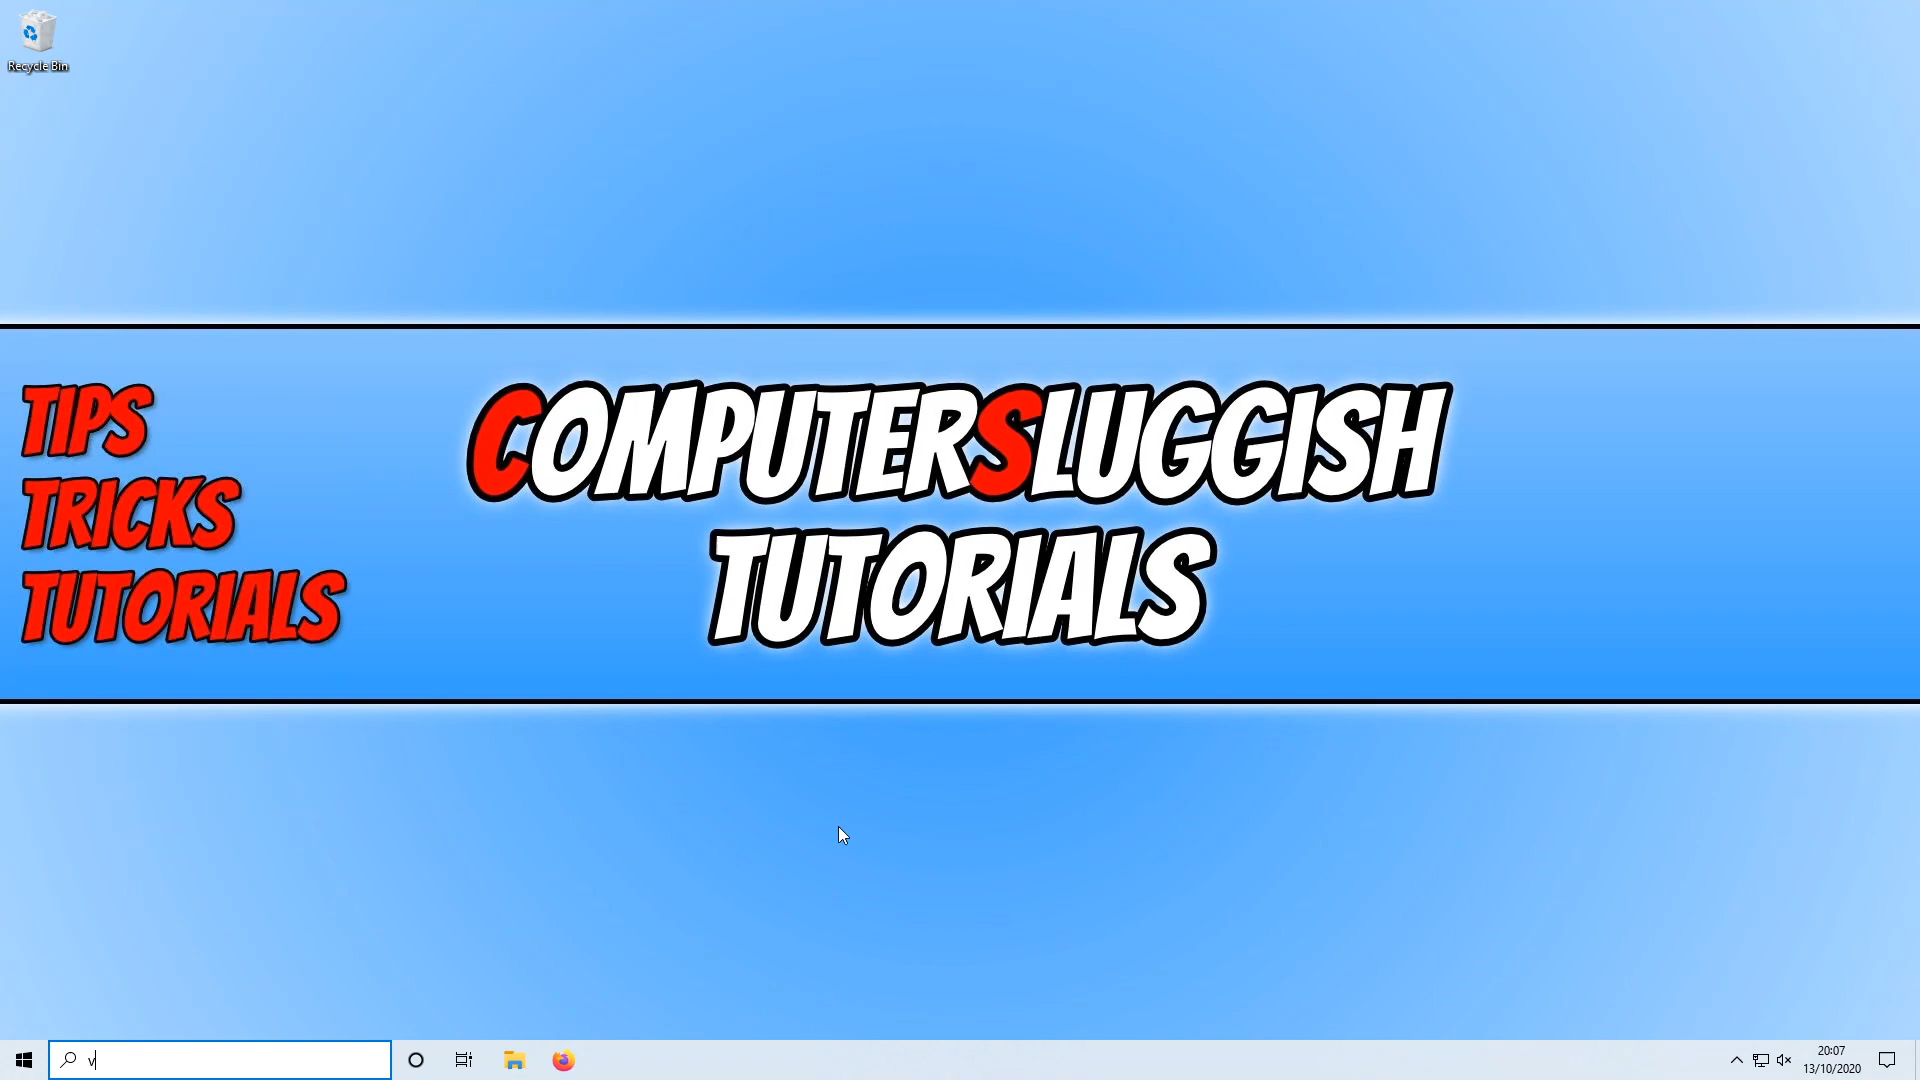 Recycle Bin
TIPS
TRICKS
TUTORIALS
COMPUTERSLUGGISH
TUTORIALS
v
20:07
13/10/2020